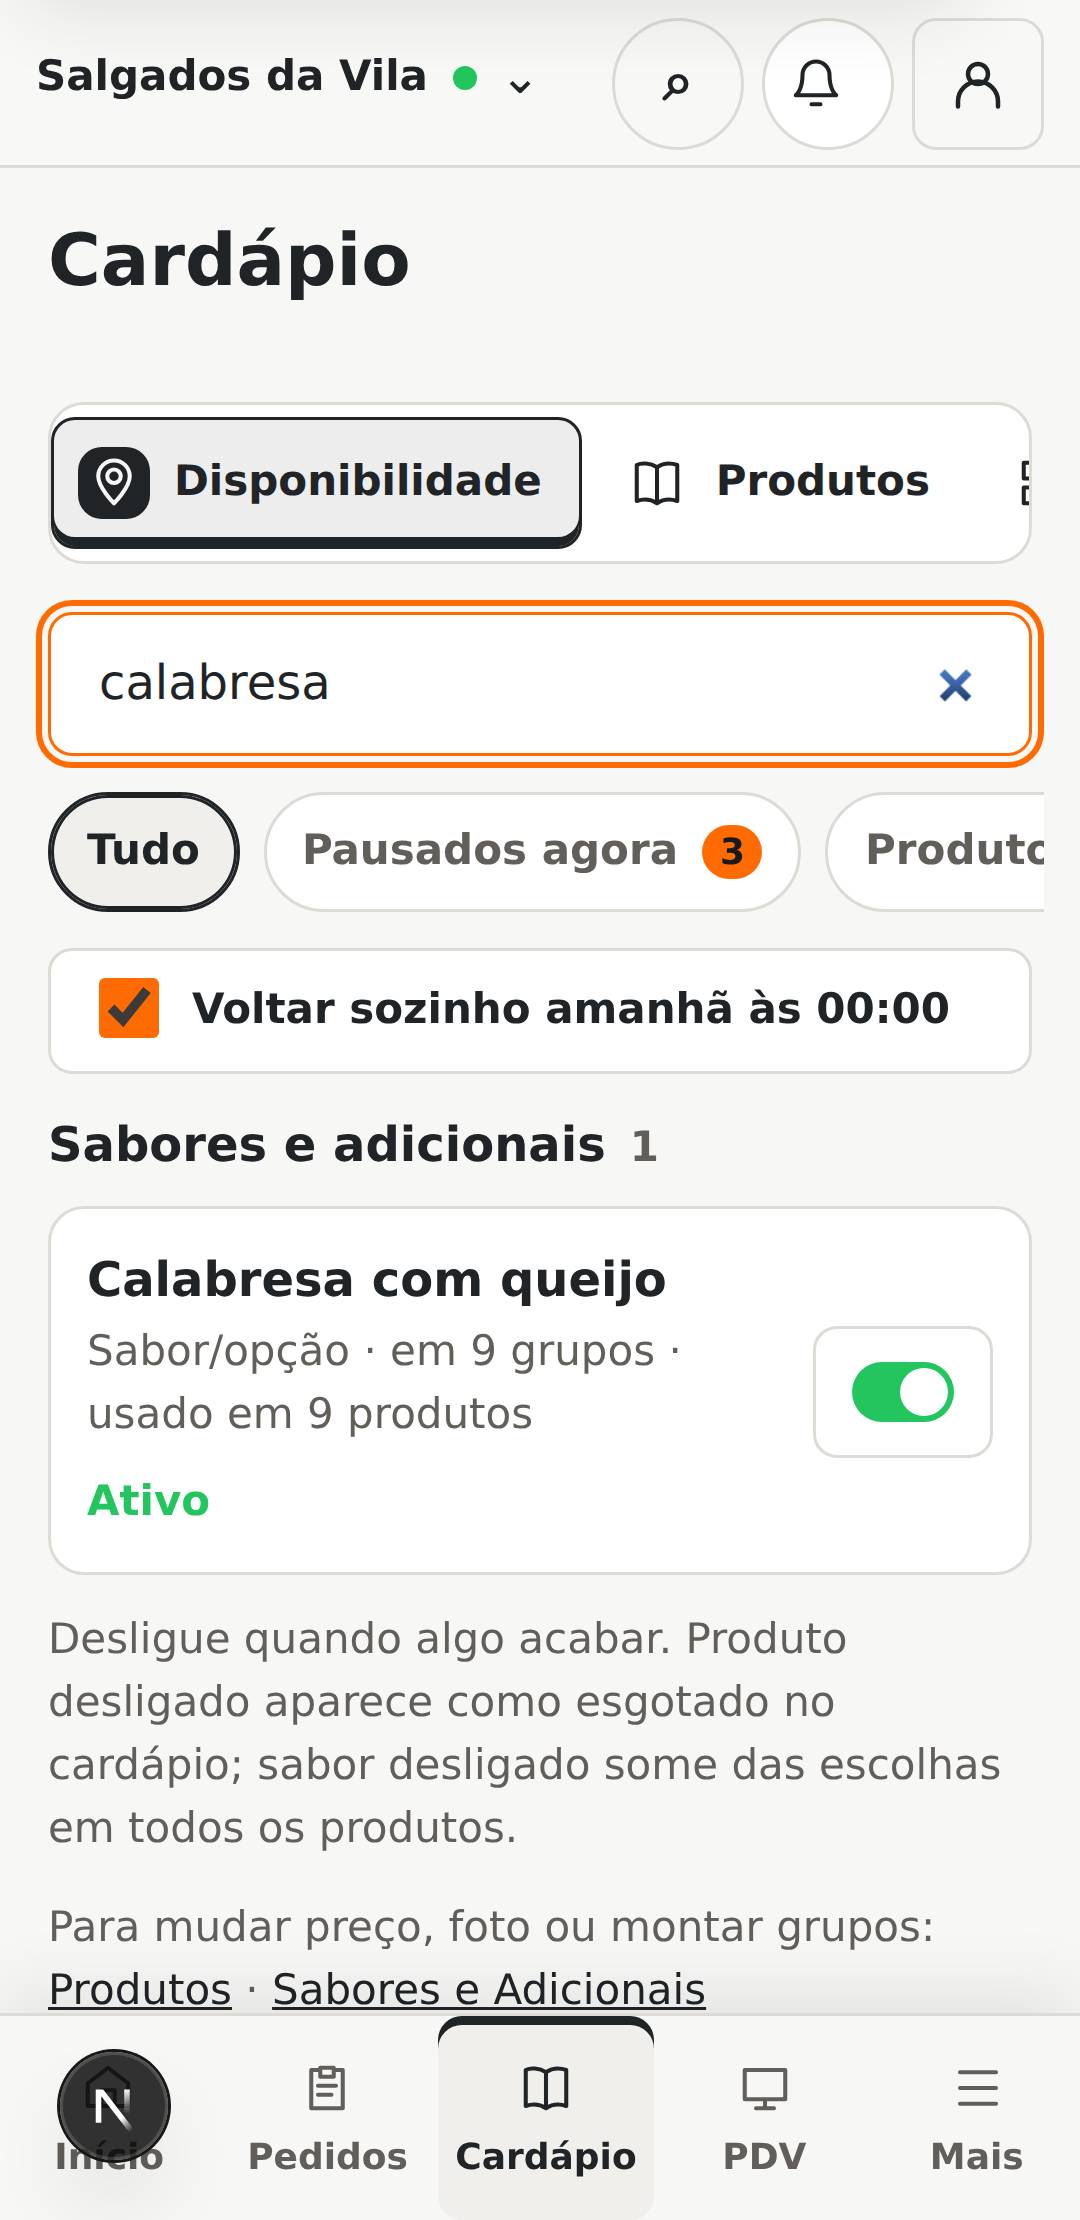 Salgados da Vila
Cardápio
Disponibilidade
Produtos
calabresa
Tudo
Pausados agora 3
Voltar sozinho amanhã às 00:00
Sabores e adicionais 1
Calabresa com queijo
Sabor/opção · em 9 grupos ·
usado em 9 produtos
Ativo
Desligue quando algo acabar. Produto
desligado aparece como esgotado no
cardápio; sabor desligado some das escolhas
em todos os produtos.
Para mudar preço, foto ou montar grupos:
Produtos · Sabores e Adicionais
N
Início
Pedidos
Cardápio
PDV
Mais